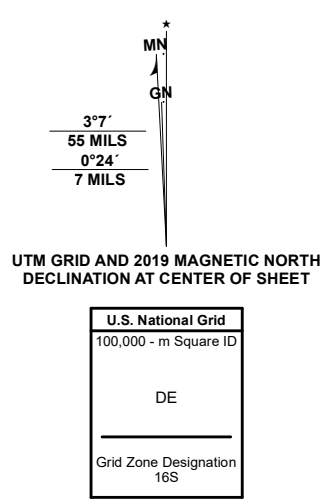 ★
MN
GN
3°7´
55 MILS
0°24´
7 MILS
UTM GRID AND 2019 MAGNETIC NORTH
DECLINATION AT CENTER OF SHEET
U.S. National Grid
100,000 - m Square ID
DE
Grid Zone Designation
16S